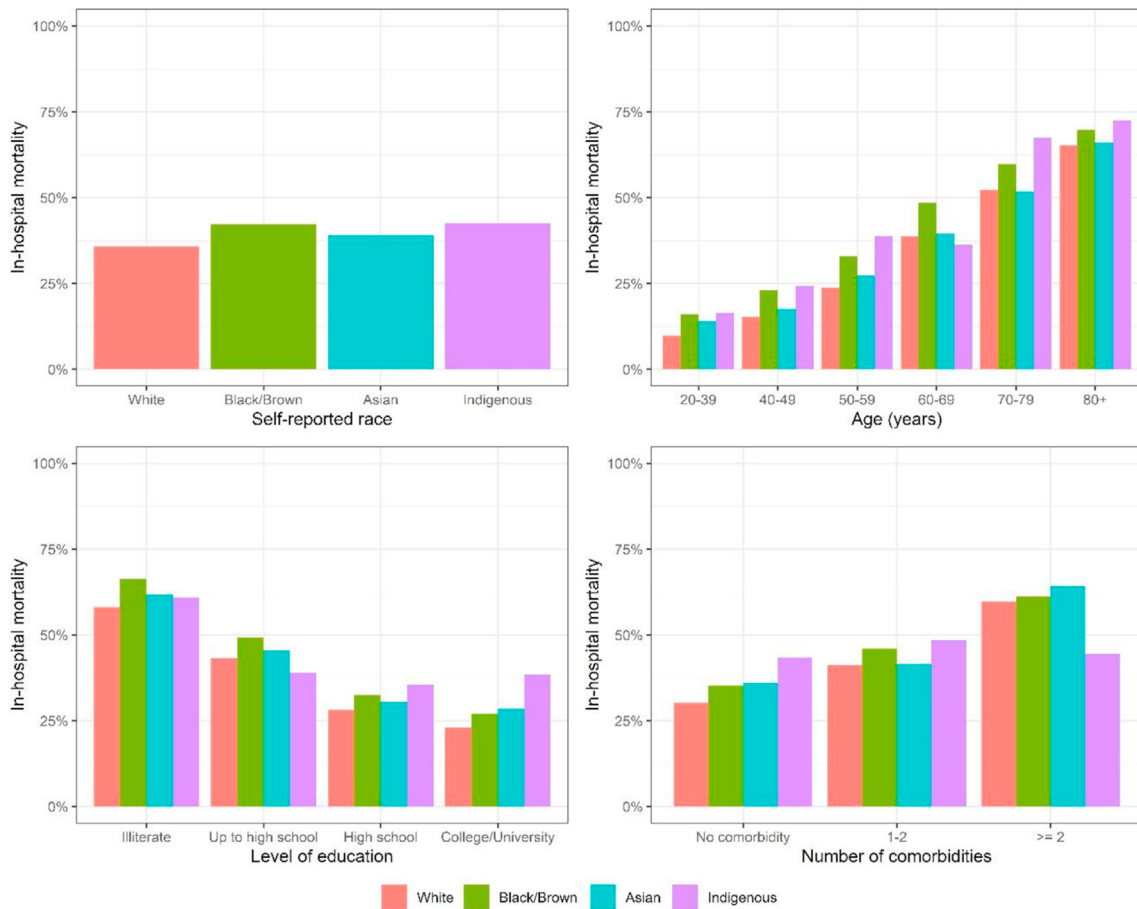 100%
75%
50%
25%
0%
In-hospital mortality
White Black/Brown Asian Indigenous
Self-reported race
100%
75%
50%
25%
0%
In-hospital mortality
20-39 40-49 50-59 60-69 70-79 80+
Age (years)
100%
75%
50%
25%
0%
In-hospital mortality
Illiterate Up to high school High school College/University
Level of education
100%
75%
50%
25%
0%
In-hospital mortality
No comorbidity 1-2 >= 2
Number of comorbidities
White Black/Brown Asian Indigenous